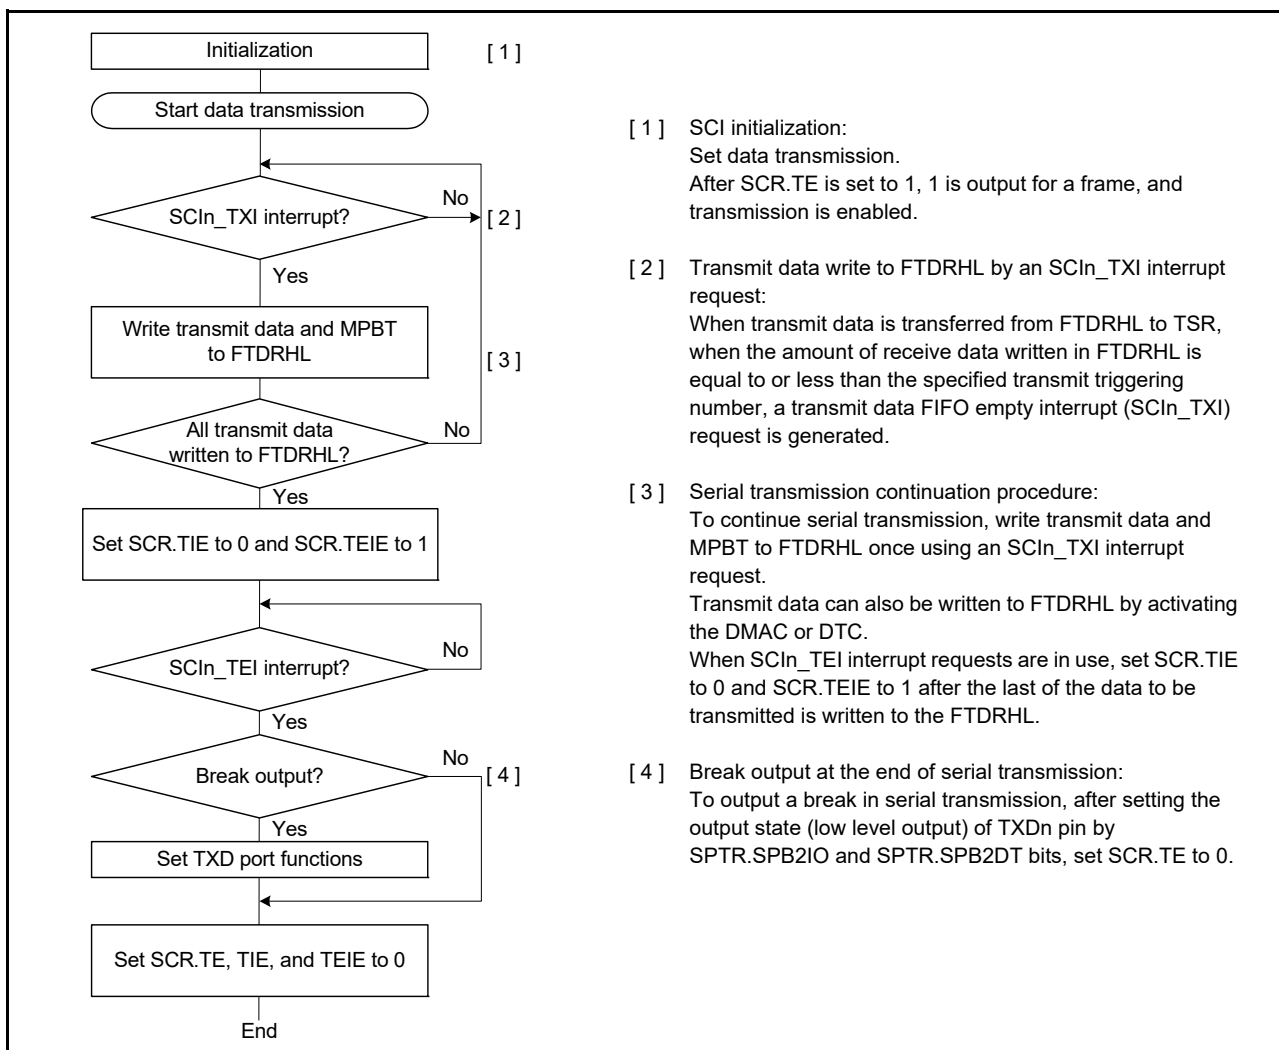 Initialization
[ 1 ]
Start data transmission
SCIn_TXI interrupt?
No
[ 2 ]
Yes
Write transmit data and MPBT
to FTDRHL
[ 3 ]
All transmit data
written to FTDRHL?
No
Yes
Set SCR.TIE to 0 and SCR.TEIE to 1
SCIn_TEI interrupt?
No
Yes
Break output?
No
[ 4 ]
Yes
Set TXD port functions
Set SCR.TE, TIE, and TEIE to 0
End
[ 1 ] SCI initialization:
Set data transmission.
After SCR.TE is set to 1, 1 is output for a frame, and
transmission is enabled.
[ 2 ] Transmit data write to FTDRHL by an SCIn_TXI interrupt
request:
When transmit data is transferred from FTDRHL to TSR,
when the amount of receive data written in FTDRHL is
equal to or less than the specified transmit triggering
number, a transmit data FIFO empty interrupt (SCIn_TXI)
request is generated.
[ 3 ] Serial transmission continuation procedure:
To continue serial transmission, write transmit data and
MPBT to FTDRHL once using an SCIn_TXI interrupt
request.
Transmit data can also be written to FTDRHL by activating
the DMAC or DTC.
When SCIn_TEI interrupt requests are in use, set SCR.TIE
to 0 and SCR.TEIE to 1 after the last of the data to be
transmitted is written to the FTDRHL.
[ 4 ] Break output at the end of serial transmission:
To output a break in serial transmission, after setting the
output state (low level output) of TXDn pin by
SPTR.SPB2IO and SPTR.SPB2DT bits, set SCR.TE to 0.